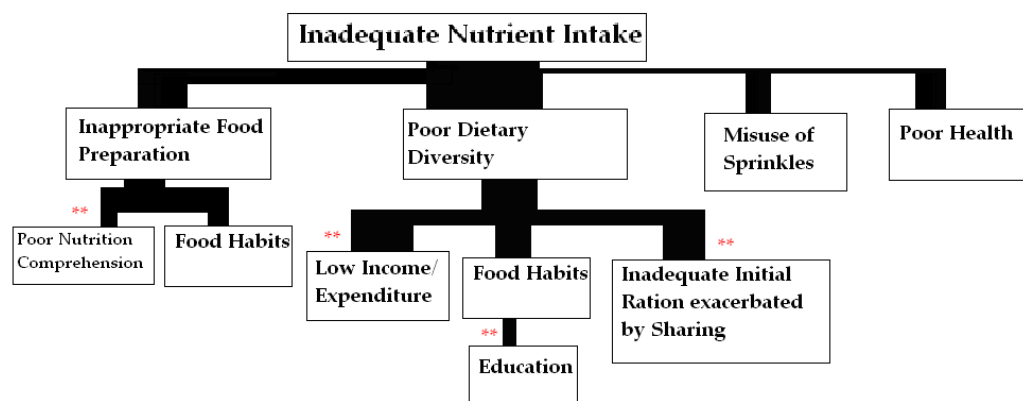 Inadequate Nutrient Intake
Inappropriate Food
Preparation
Poor Dietary
Diversity
Misuse of
Sprinkles
Poor Health
**
Poor Nutrition
Comprehension
Food Habits
**
Low Income/
Expenditure
Food Habits
**
Inadequate Initial
Ration exacerbated
by Sharing
**
Education